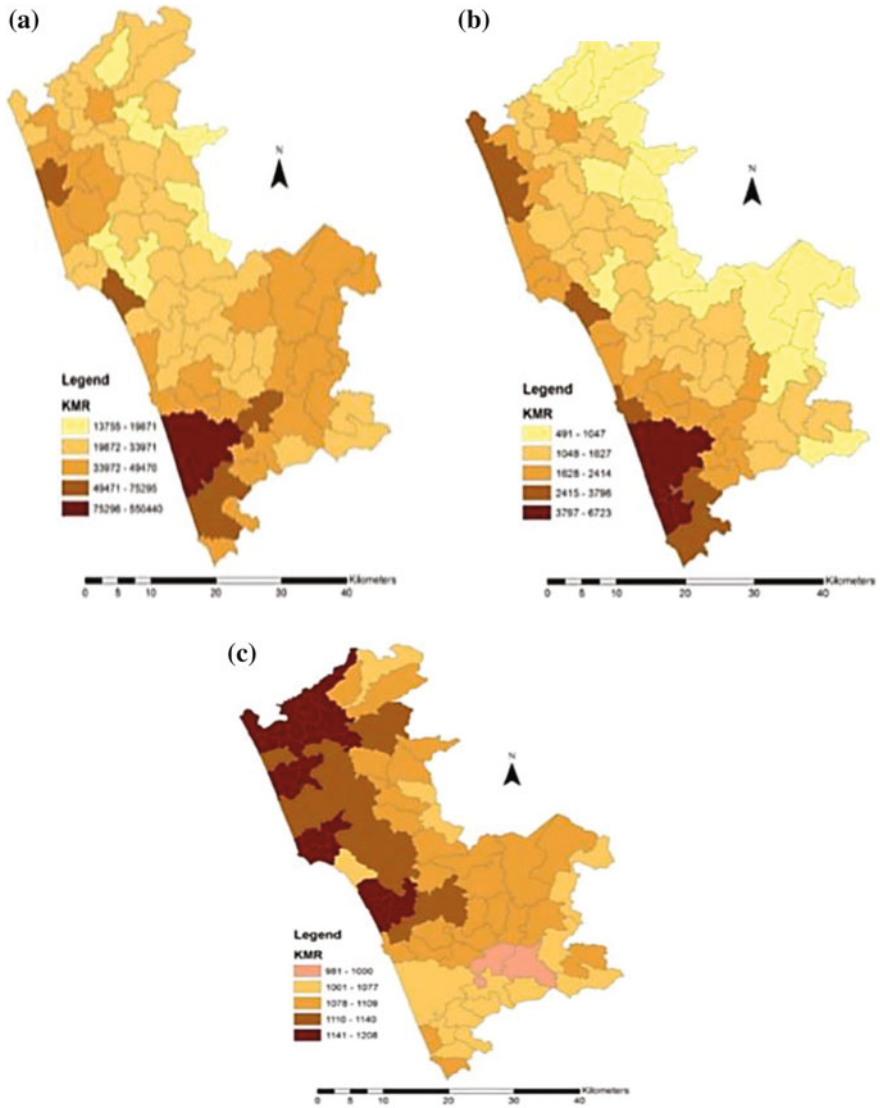 (a)
N
Legend
KMR
13755 - 19871
19872 - 33971
33972 - 49470
49471 - 75295
75296 - 550440
Kilometers
0 5 10 20 30 40
(b)
N
Legend
KMR
491 - 1047
1048 - 1627
1628 - 2414
2415 - 3796
3797 - 6723
Kilometers
0 5 10 20 30 40
(c)
N
Legend
KMR
981 - 1000
1001 - 1077
1078 - 1109
1110 - 1140
1141 - 1208
Kilometers
0 5 10 20 30 40